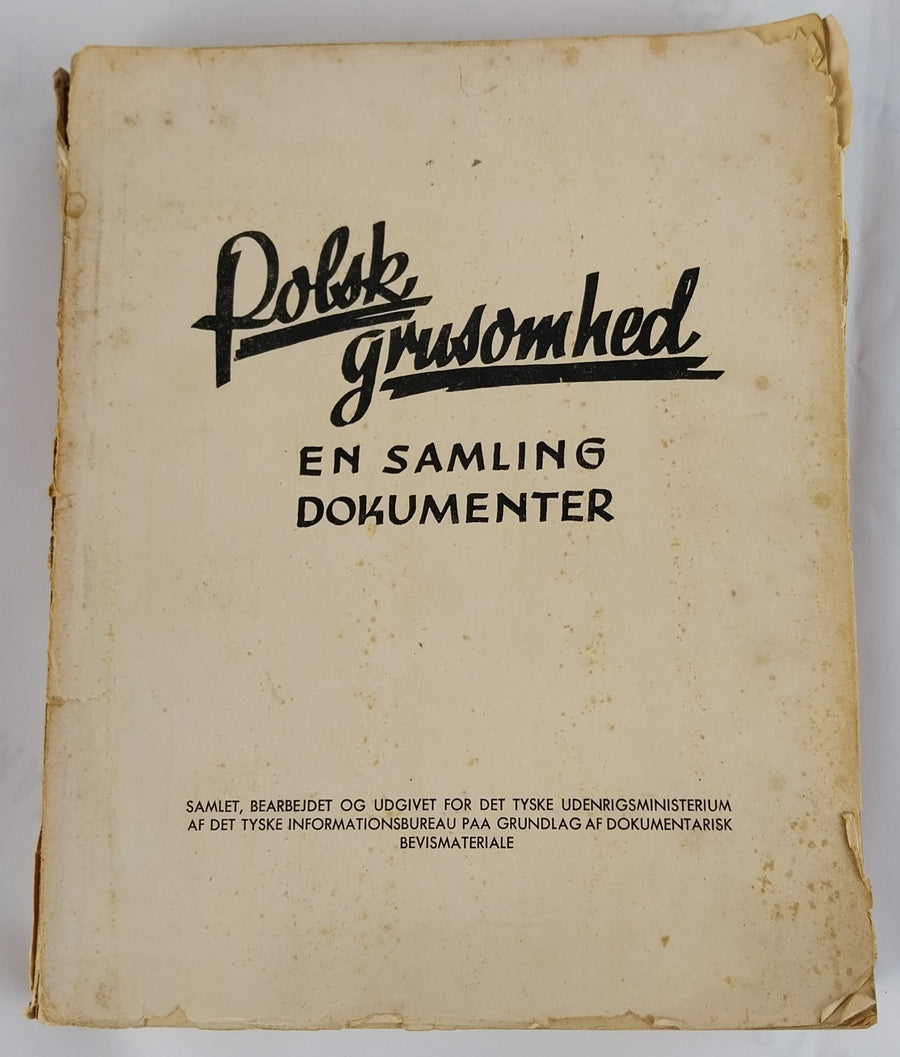 Polsk
grusomhed
EN SAMLING
DOKUMENTER
SAMLET, BEARBEJDET OG UDGIVET FOR DET TYSKE UDENRIGSMINISTERIUM
AF DET TYSKE INFORMATIONSBUREAU PAA GRUNDLAG AF DOKUMENTARISK
BEVISMATERIALE